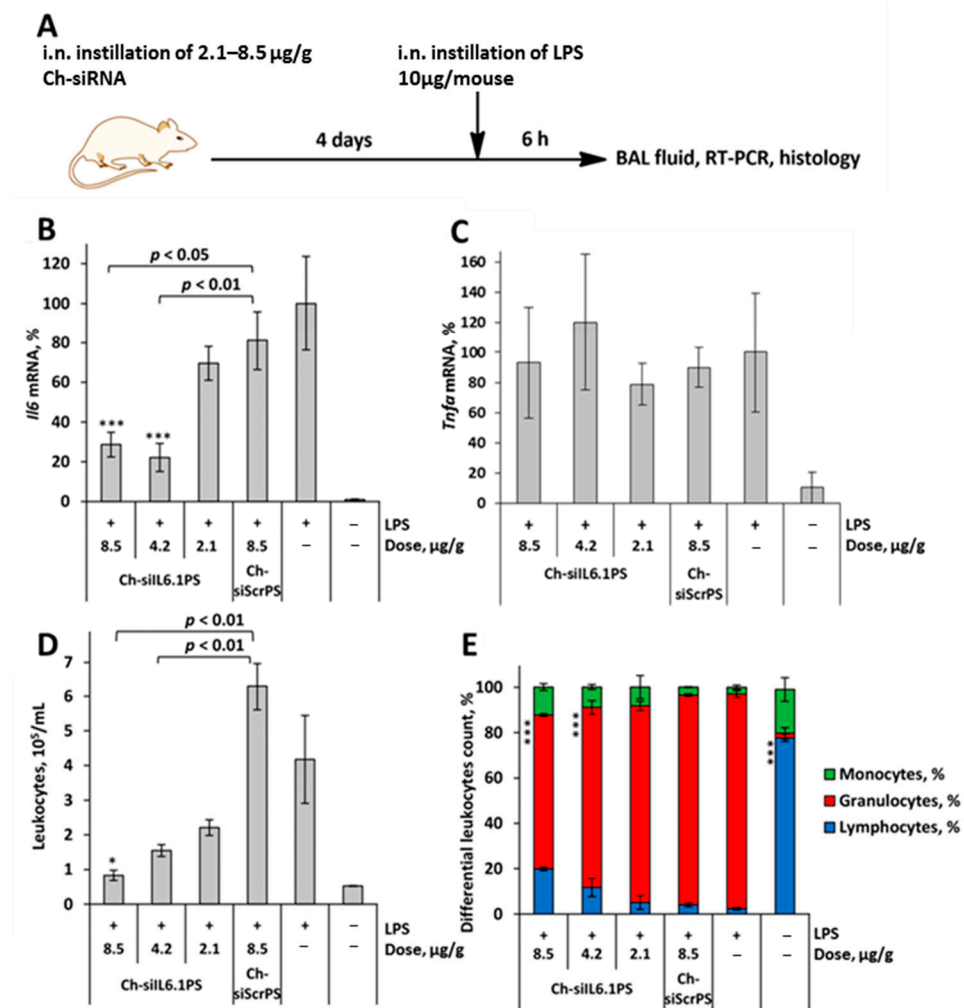 A
i.n. instillation of 2.1–8.5 μg/g
Ch-siRNA
i.n. instillation of LPS
10μg/mouse
4 days
6 h
BAL fluid, RT-PCR, histology
B
Il6 mRNA, %
120
100
80
60
40
20
0
p < 0.05
p < 0.01
***
***
+ + + + + – LPS
8.5 4.2 2.1 8.5 – – Dose, μg/g
Ch-siIL6.1PS
Ch-
siScrPS
C
Tnfα mRNA, %
160
140
120
100
80
60
40
20
0
+ + + + + – LPS
8.5 4.2 2.1 8.5 – – Dose, μg/g
Ch-siIL6.1PS
Ch-
siScrPS
D
Leukocytes, 10⁵/mL
7
6
5
4
3
2
1
0
p < 0.01
p < 0.01
*
+ + + + + – LPS
8.5 4.2 2.1 8.5 – – Dose, μg/g
Ch-siIL6.1PS
Ch-
siScrPS
E
Differential leukocytes count, %
100
80
60
40
20
0
***
***
***
+ + + + + – LPS
8.5 4.2 2.1 8.5 – – Dose, μg/g
Ch-siIL6.1PS
Ch-
siScrPS
Monocytes, %
Granulocytes, %
Lymphocytes, %